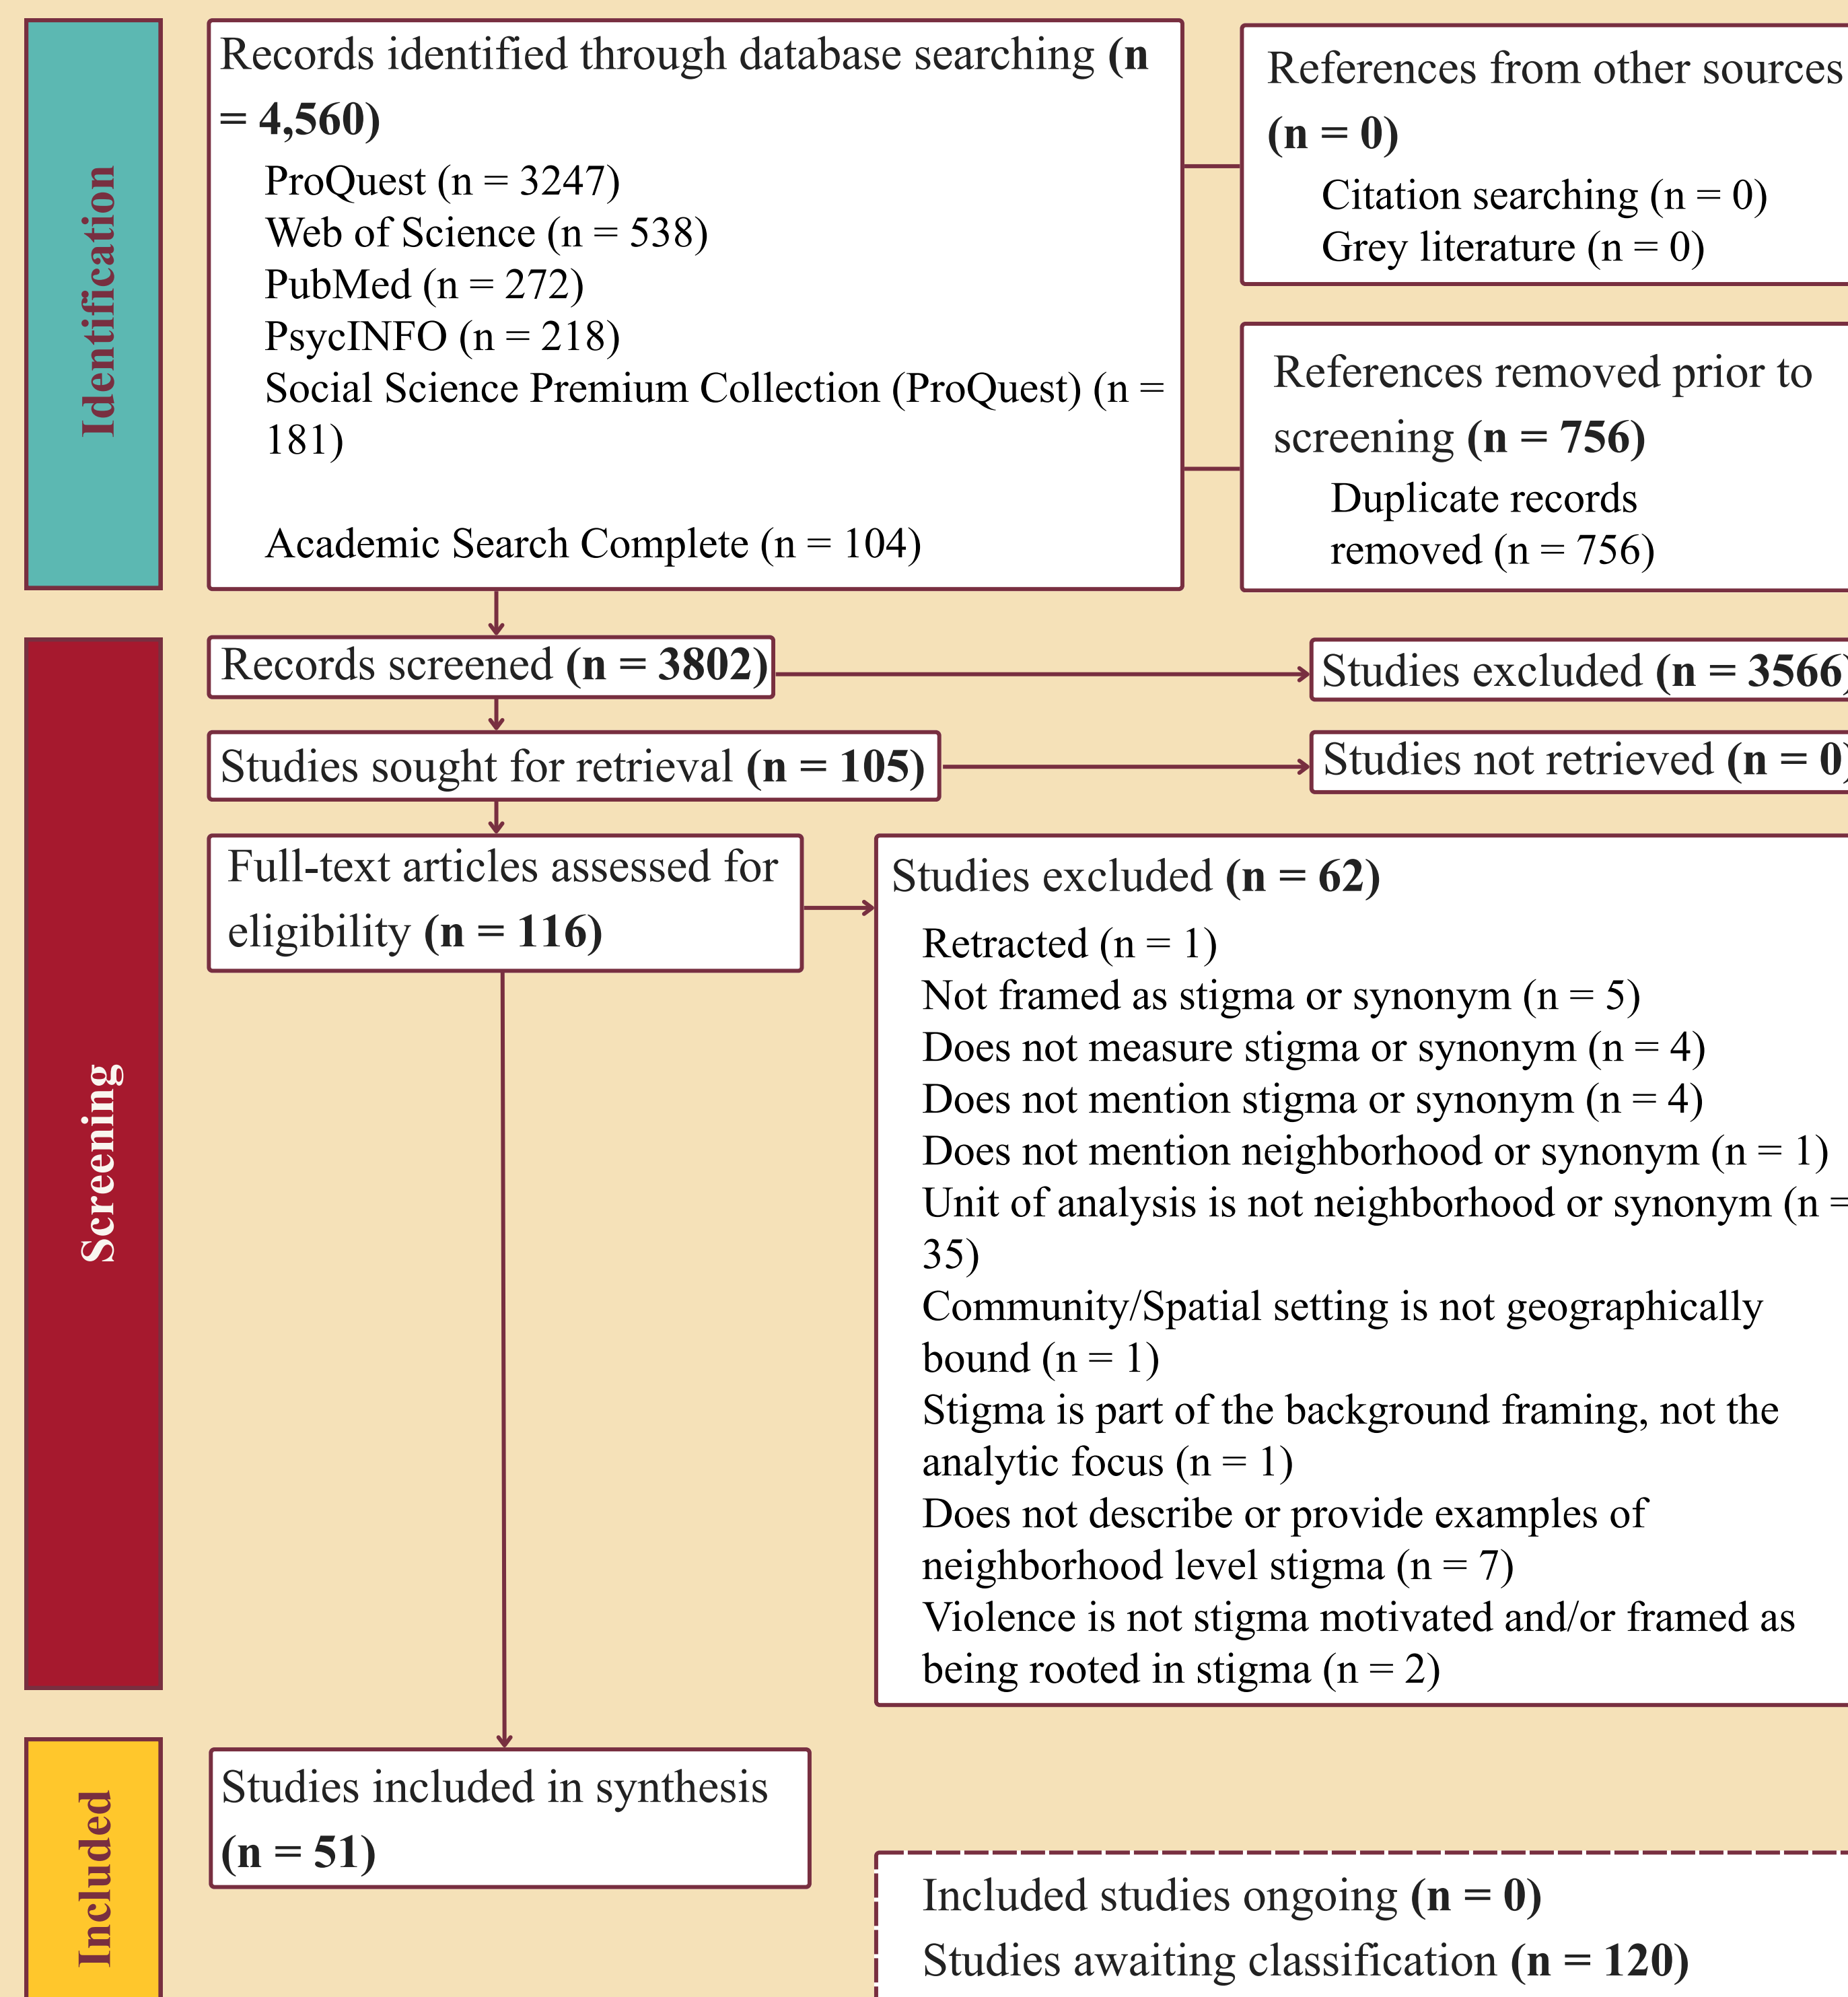 Identification
Records identified through database searching (n
= 4,560)
ProQuest (n = 3247)
Web of Science (n = 538)
PubMed (n = 272)
PsycINFO (n = 218)
Social Science Premium Collection (ProQuest) (n =
181)
Academic Search Complete (n = 104)
References from other sources
(n = 0)
Citation searching (n = 0)
Grey literature (n = 0)
References removed prior to
screening (n = 756)
Duplicate records
removed (n = 756)
Screening
Records screened (n = 3802)
Studies excluded (n = 3566)
Studies sought for retrieval (n = 105)
Studies not retrieved (n = 0)
Full-text articles assessed for
eligibility (n = 116)
Studies excluded (n = 62)
Retracted (n = 1)
Not framed as stigma or synonym (n = 5)
Does not measure stigma or synonym (n = 4)
Does not mention stigma or synonym (n = 4)
Does not mention neighborhood or synonym (n = 1)
Unit of analysis is not neighborhood or synonym (n =
35)
Community/Spatial setting is not geographically
bound (n = 1)
Stigma is part of the background framing, not the
analytic focus (n = 1)
Does not describe or provide examples of
neighborhood level stigma (n = 7)
Violence is not stigma motivated and/or framed as
being rooted in stigma (n = 2)
Included
Studies included in synthesis
(n = 51)
Included studies ongoing (n = 0)
Studies awaiting classification (n = 120)